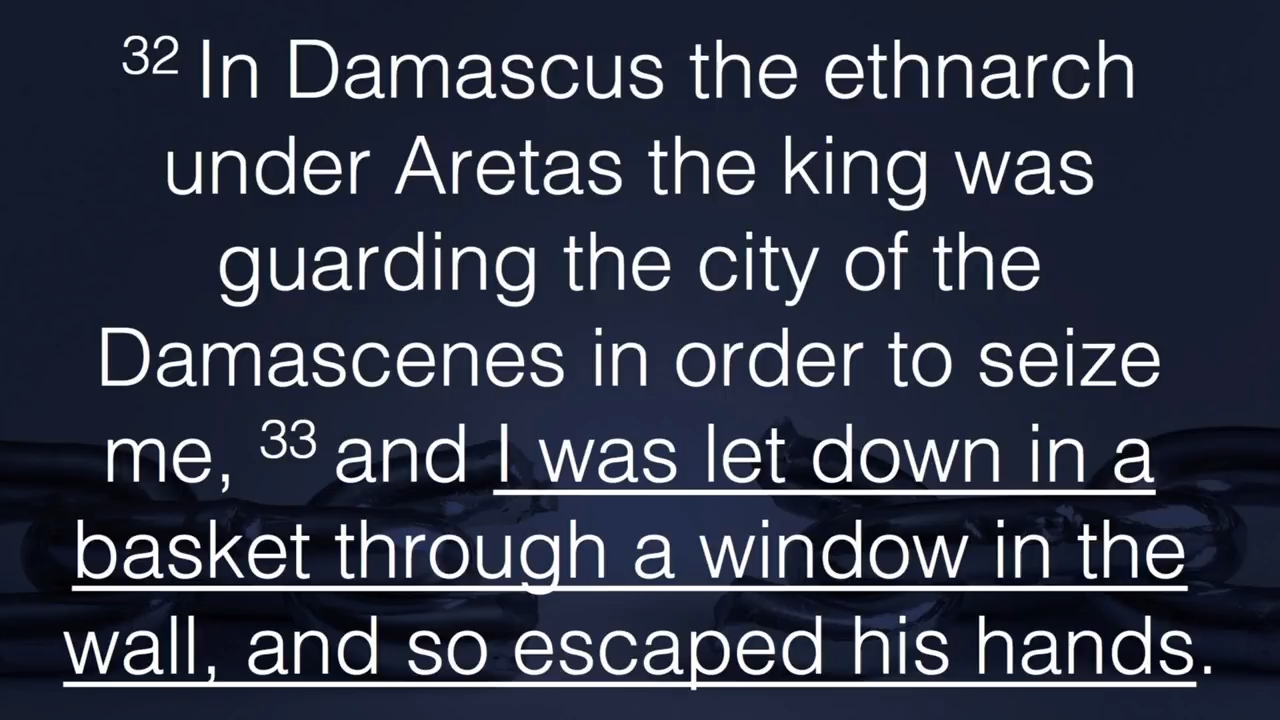 32 In Damascus the ethnarch
under Aretas the king was
guarding the city of the
Damascenes in order to seize
me, 33 and I was let down in a
basket through a window in the
wall, and so escaped his hands.